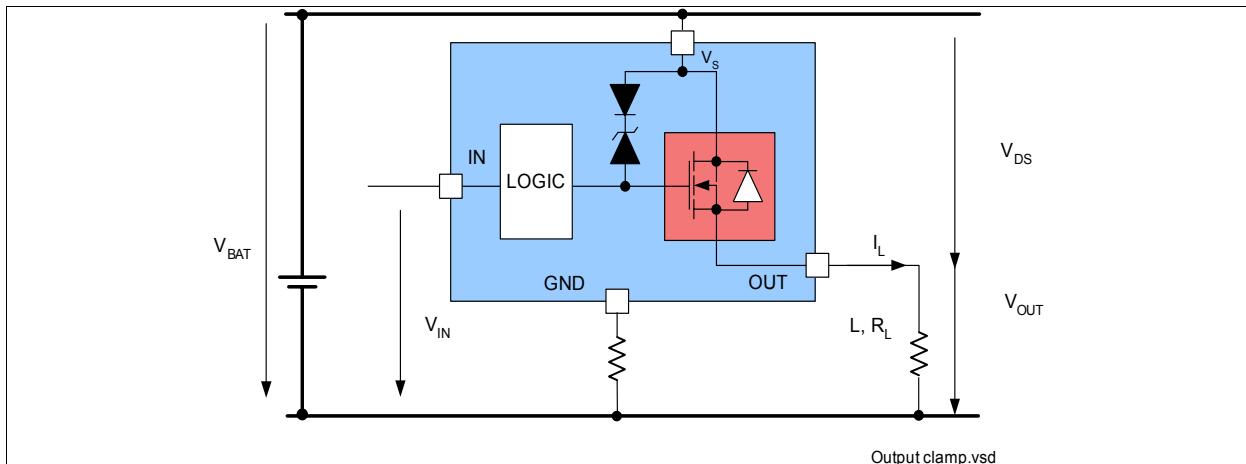 V_S
IN
LOGIC
V_DS
V_BAT
I_L
GND
OUT
V_IN
L, R_L
V_OUT
Output clamp.vsd